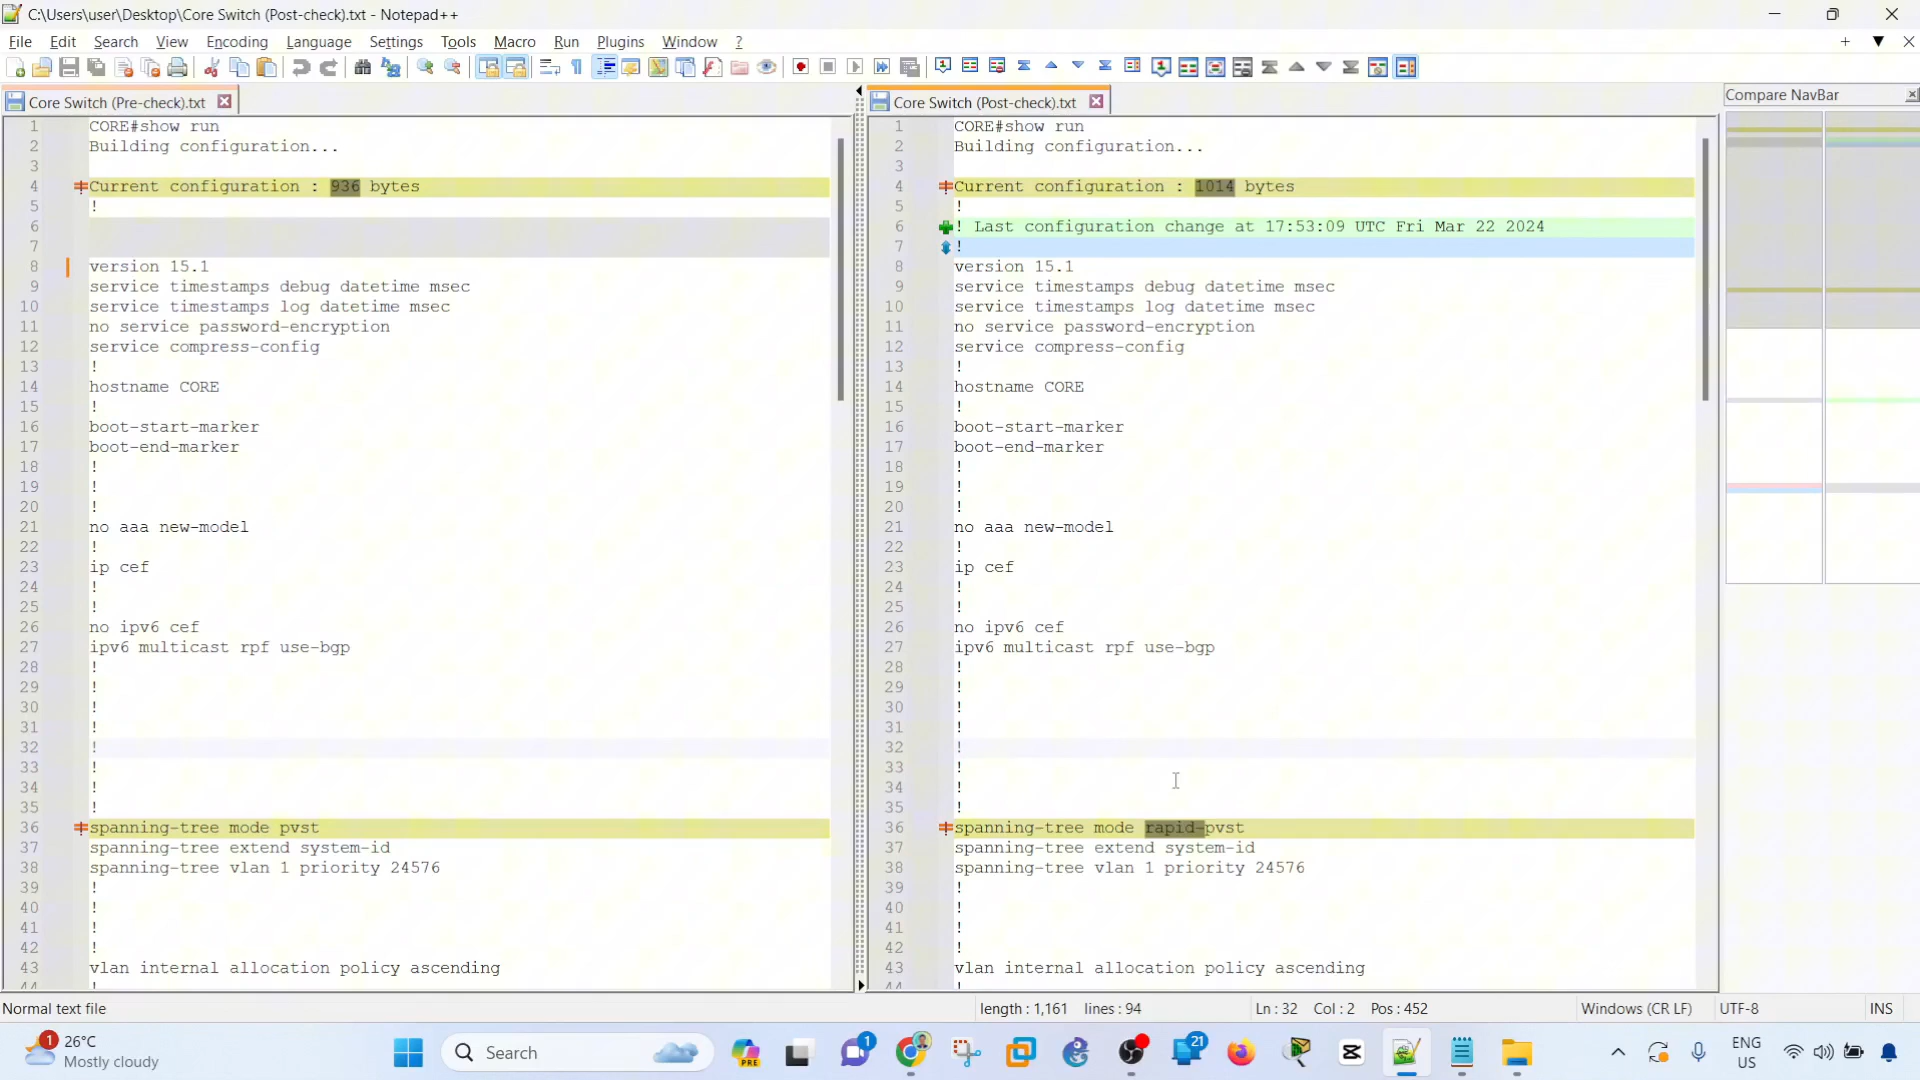 C:\Users\user\Desktop\Core Switch (Post-check).txt - Notepad++
File Edit Search View Encoding Language Settings Tools Macro Run Plugins Window ?
Core Switch (Pre-check).txt
1 CORE#show run
2 Building configuration...
3
4 Current configuration : 936 bytes
5 !
6
7
8 version 15.1
9 service timestamps debug datetime msec
10 service timestamps log datetime msec
11 no service password-encryption
12 service compress-config
13 !
14 hostname CORE
15 !
16 boot-start-marker
17 boot-end-marker
18 !
19 !
20 !
21 no aaa new-model
22 !
23 ip cef
24 !
25 !
26 no ipv6 cef
27 ipv6 multicast rpf use-bgp
28 !
29 !
30 !
31 !
32 !
33 !
34 !
35 !
36 spanning-tree mode pvst
37 spanning-tree extend system-id
38 spanning-tree vlan 1 priority 24576
39 !
40 !
41 !
42 !
43 vlan internal allocation policy ascending
44 !
Core Switch (Post-check).txt
1 CORE#show run
2 Building configuration...
3
4 Current configuration : 1014 bytes
5 !
6 ! Last configuration change at 17:53:09 UTC Fri Mar 22 2024
7 !
8 version 15.1
9 service timestamps debug datetime msec
10 service timestamps log datetime msec
11 no service password-encryption
12 service compress-config
13 !
14 hostname CORE
15 !
16 boot-start-marker
17 boot-end-marker
18 !
19 !
20 !
21 no aaa new-model
22 !
23 ip cef
24 !
25 !
26 no ipv6 cef
27 ipv6 multicast rpf use-bgp
28 !
29 !
30 !
31 !
32 !
33 !
34 !
35 !
36 spanning-tree mode rapid-pvst
37 spanning-tree extend system-id
38 spanning-tree vlan 1 priority 24576
39 !
40 !
41 !
42 !
43 vlan internal allocation policy ascending
44 !
Compare NavBar
Normal text file length : 1,161 lines : 94 Ln : 32 Col : 2 Pos : 452 Windows (CR LF) UTF-8 INS
1
26°C
Mostly cloudy
Search
PRE
1
21
ENG
US